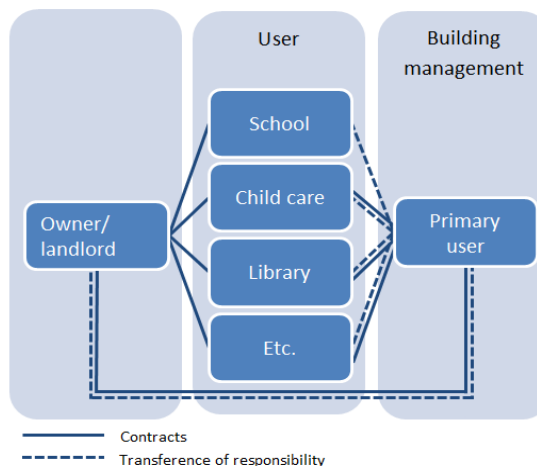 User
Building
management
School
Child care
Owner/
landlord
Primary
user
Library
Etc.
Contracts
Transference of responsibility